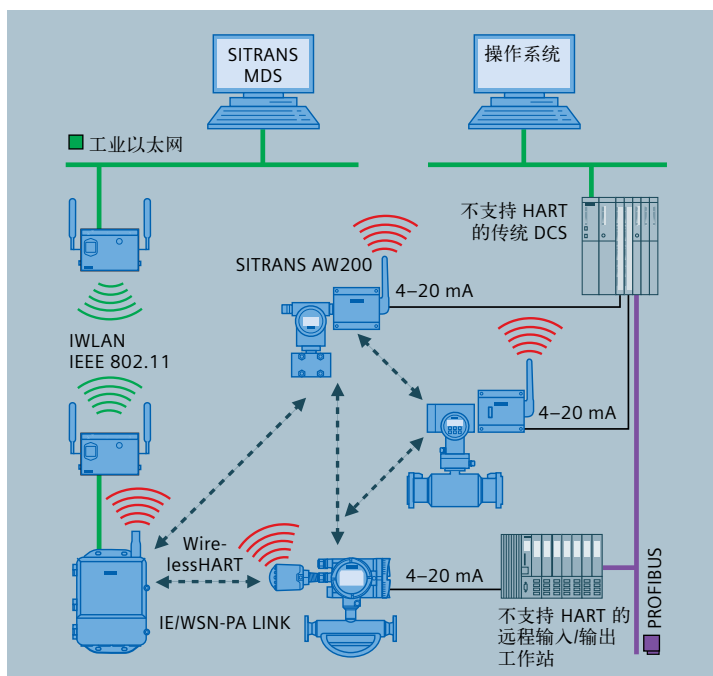 SITRANS
MDS
操作系统
工业以太网
不支持 HART
的传统 DCS
SITRANS AW200
4–20 mA
IWLAN
IEEE 802.11
4–20 mA
Wire-
lessHART
4–20 mA
IE/WSN-PA LINK
不支持 HART 的
远程输入/输出
工作站
PROFIBUS